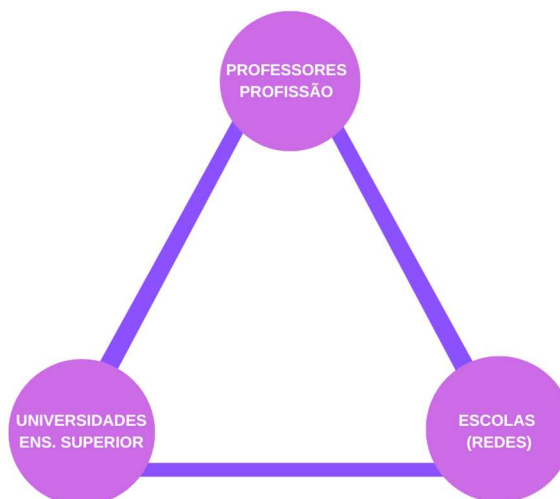 PROFESSORES
PROFISSÃO
UNIVERSIDADES
ENS. SUPERIOR
ESCOLAS
(REDES)